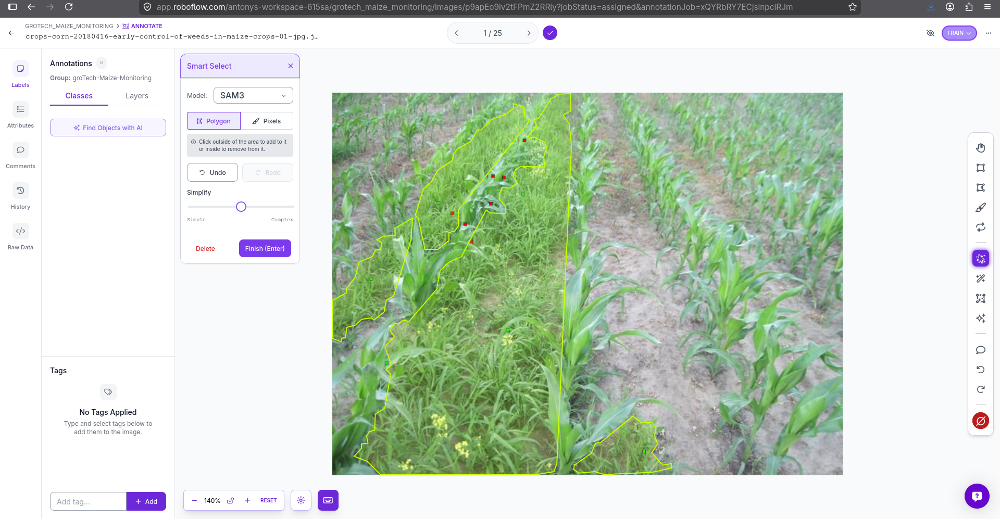 app.roboflow.com/antonys-workspace-615sa/grotech_maize_monitoring/images/p9apEo9iv2tFPmZ2RRly?jobStatus=assigned&annotationJob=xQYRbRY7ECjsinpciRJm
GROTECH_MAIZE_MONITORING > ANNOTATE
crops-corn-20180416-early-control-of-weeds-in-maize-crops-01-jpg.j…
1 / 25
TRAIN
Labels
Attributes
Comments
History
Raw Data
Annotations 0
Group: groTech-Maize-Monitoring
Classes Layers
Find Objects with AI
Smart Select
Model: SAM3
Polygon Pixels
Click outside of the area to add to it
or inside to remove from it.
Undo Redo
Simplify
Simple Complex
Delete Finish (Enter)
Tags
No Tags Applied
Type and select tags below to
add them to the image.
Add tag...
+ Add
140%
RESET